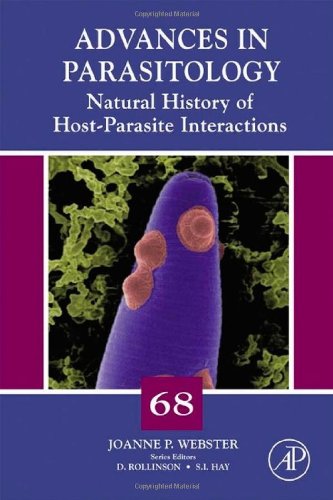 ADVANCES IN
PARASITOLOGY
Natural History of
Host-Parasite Interactions
68
JOANNE P. WEBSTER
Series Editors
D. ROLLINSON • S.I. HAY
AP